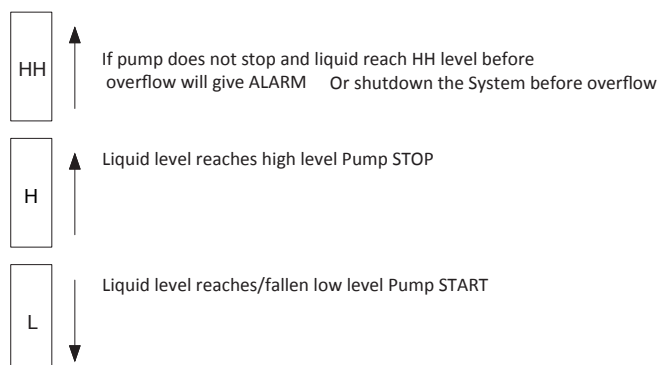 HH
If pump does not stop and liquid reach HH level before
overflow will give ALARM Or shutdown the System before overflow
H
Liquid level reaches high level Pump STOP
L
Liquid level reaches/fallen low level Pump START